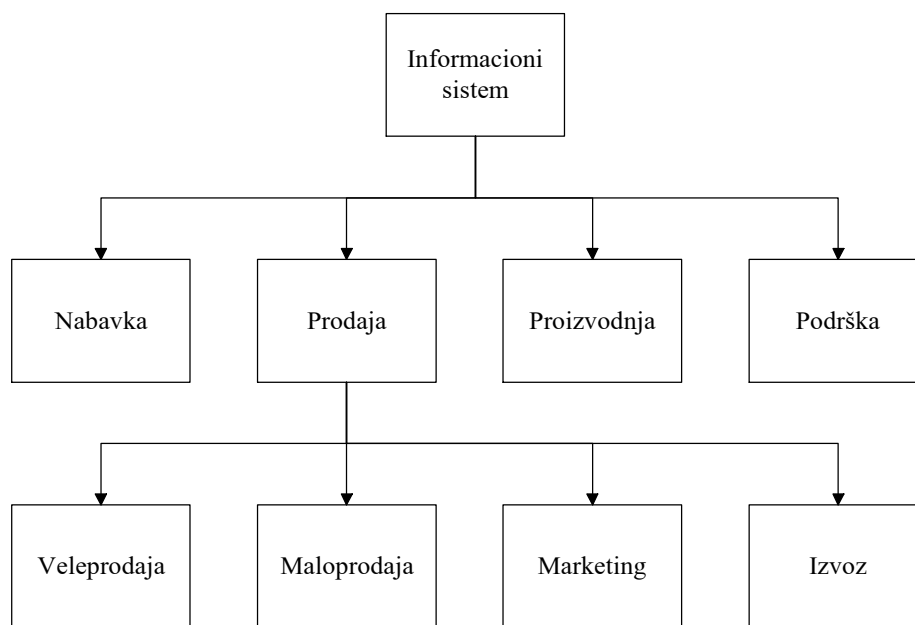 Informacioni
sistem
Nabavka
Prodaja
Proizvodnja
Podrška
Veleprodaja
Maloprodaja
Marketing
Izvoz